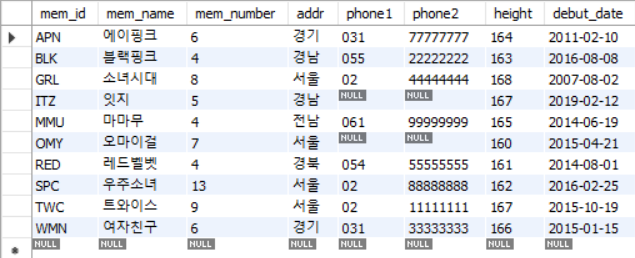 mem_id mem_name mem_number addr phone1 phone2 height debut_date
APN 에이핑크 6 경기 031 77777777 164 2011-02-10
BLK 블랙핑크 4 경남 055 22222222 163 2016-08-08
GRL 소녀시대 8 서울 02 44444444 168 2007-08-02
ITZ 잇지 5 경남 NULL NULL 167 2019-02-12
MMU 마마무 4 전남 061 99999999 165 2014-06-19
OMY 오마이걸 7 서울 NULL NULL 160 2015-04-21
RED 레드벨벳 4 경북 054 55555555 161 2014-08-01
SPC 우주소녀 13 서울 02 88888888 162 2016-02-25
TWC 트와이스 9 서울 02 11111111 167 2015-10-19
WMN 여자친구 6 경기 031 33333333 166 2015-01-15
NULL NULL NULL NULL NULL NULL NULL NULL